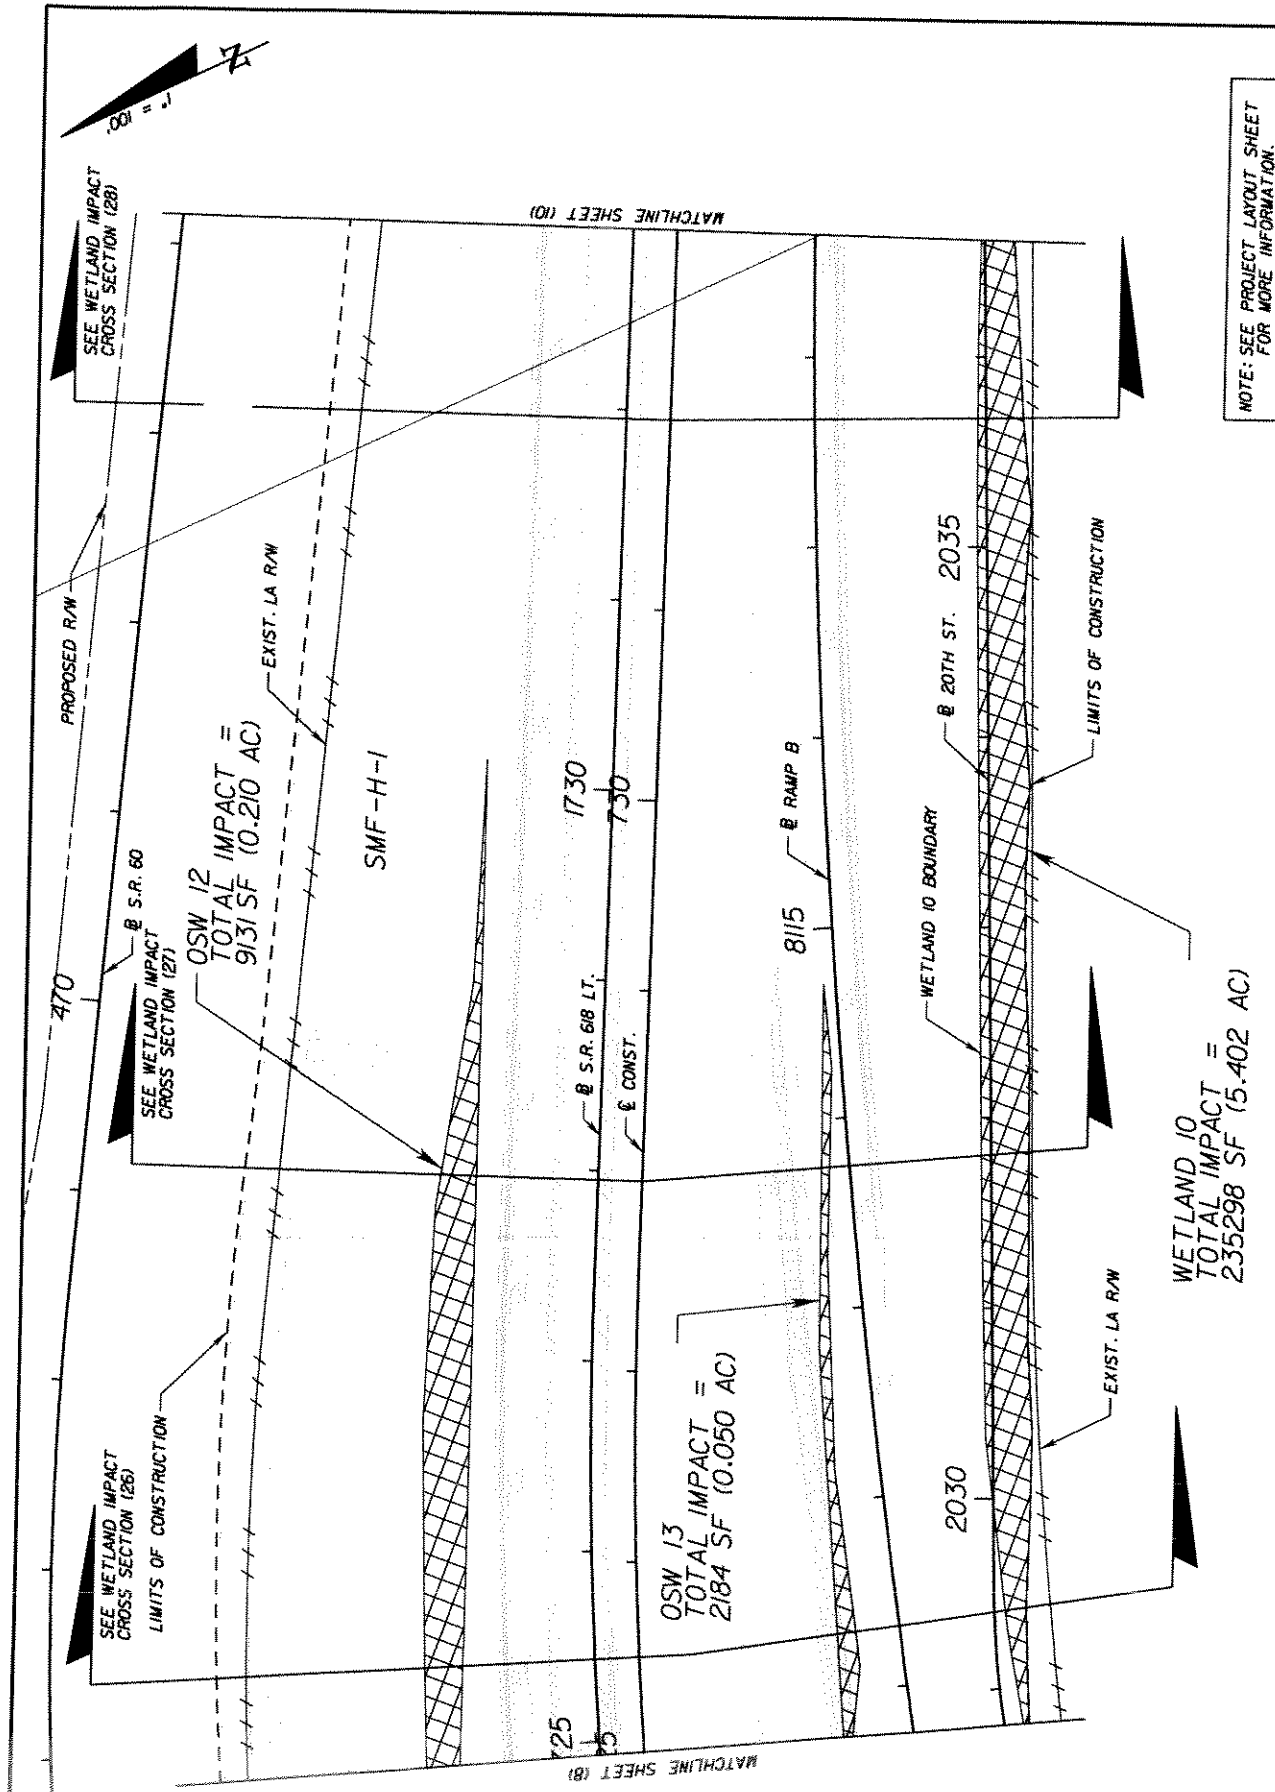 N
1" = 100'
SEE WETLAND IMPACT
CROSS SECTION (28)
MATCHLINE SHEET (10)
NOTE: SEE PROJECT LAYOUT SHEET
FOR MORE INFORMATION.
PROPOSED R/W
EXIST. LA R/W
470
℄ S.R. 60
SEE WETLAND IMPACT
CROSS SECTION (27)
OSW 12
TOTAL IMPACT =
9131 SF (0.210 AC)
SMF-H-1
1730
730
℄ S.R. 618 LT.
℄ CONST.
8115
℄ RAMP B
℄ 20TH ST.
2035
WETLAND 10 BOUNDARY
LIMITS OF CONSTRUCTION
WETLAND 10
TOTAL IMPACT =
235298 SF (5.402 AC)
SEE WETLAND IMPACT
CROSS SECTION (26)
LIMITS OF CONSTRUCTION
OSW 13
TOTAL IMPACT =
2184 SF (0.050 AC)
2030
EXIST. LA R/W
725
MATCHLINE SHEET (8)